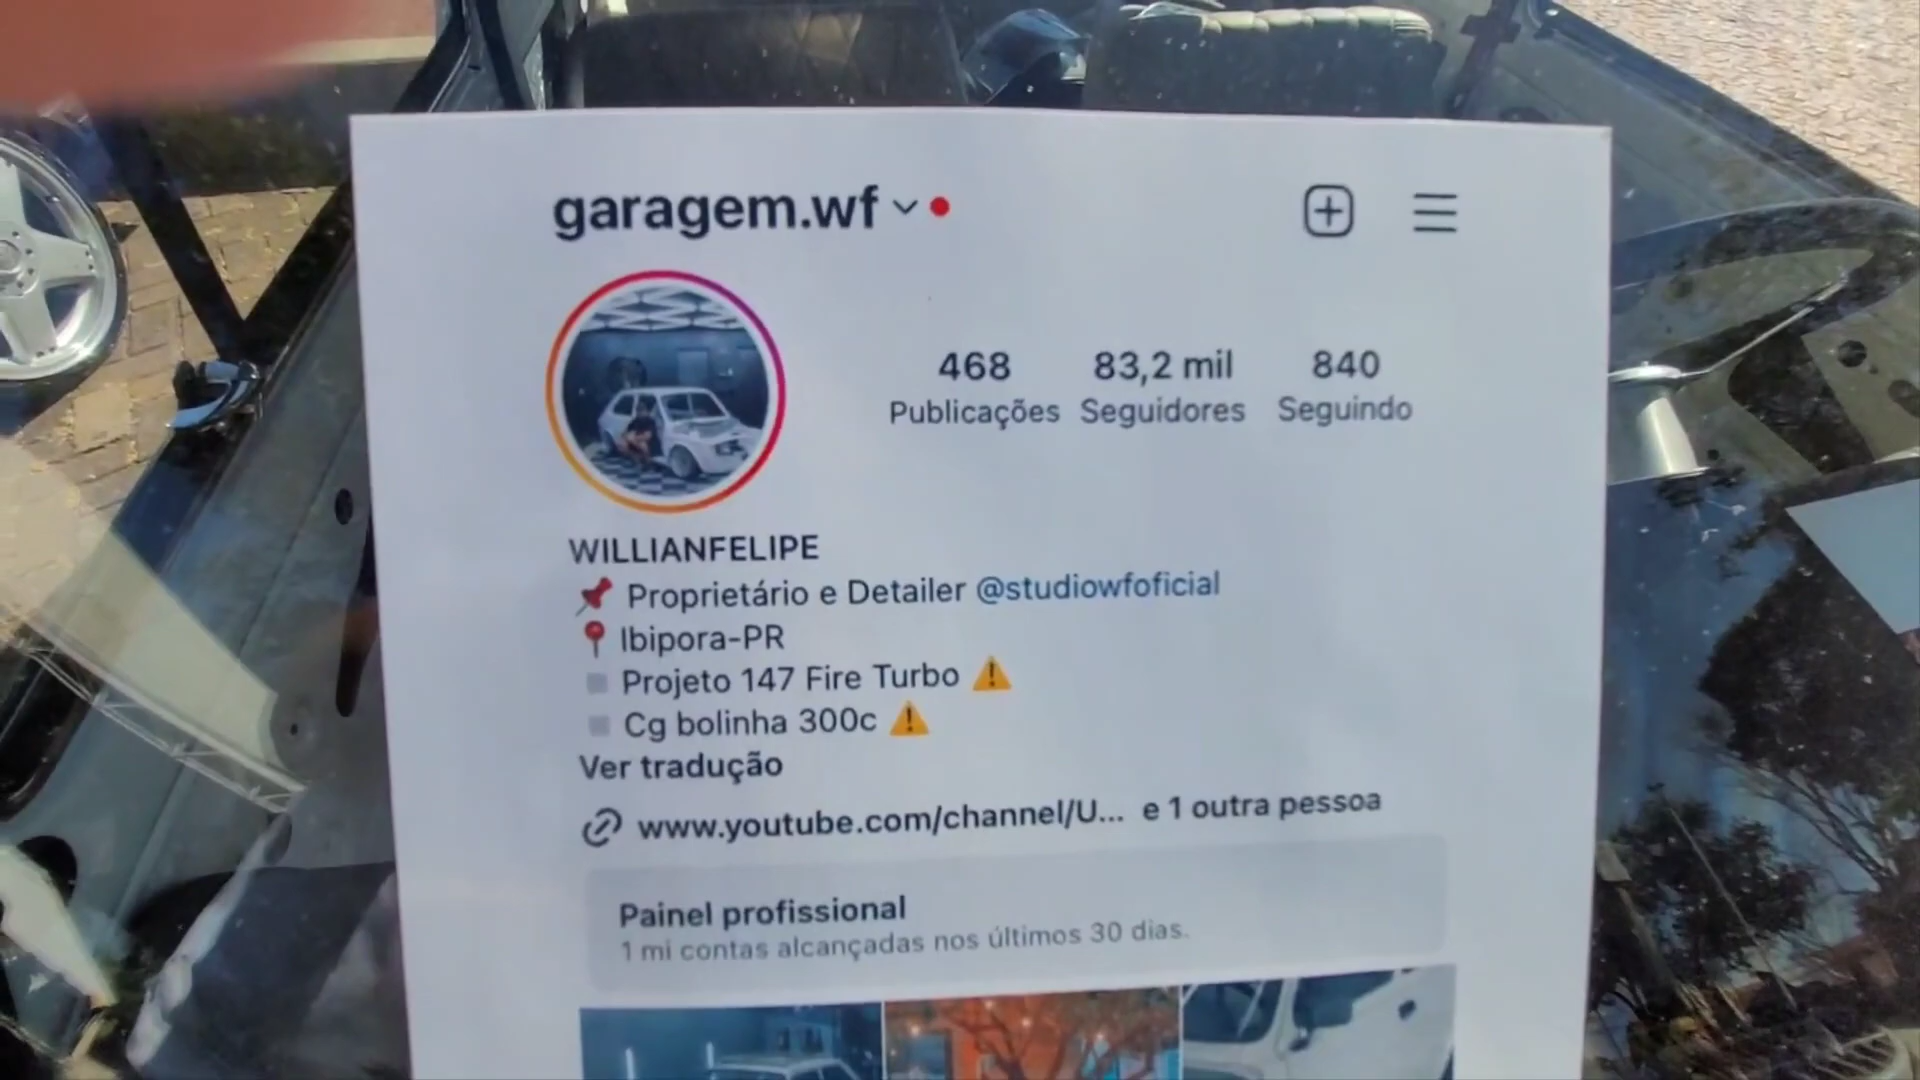 garagem.wf
468 83,2 mil 840
Publicações Seguidores Seguindo
WILLIANFELIPE
📌 Proprietário e Detailer @studiowfoficial
📍 Ibipora-PR
Projeto 147 Fire Turbo ⚠️
Cg bolinha 300c ⚠️
Ver tradução
www.youtube.com/channel/U... e 1 outra pessoa
Painel profissional
1 mi contas alcançadas nos últimos 30 dias.